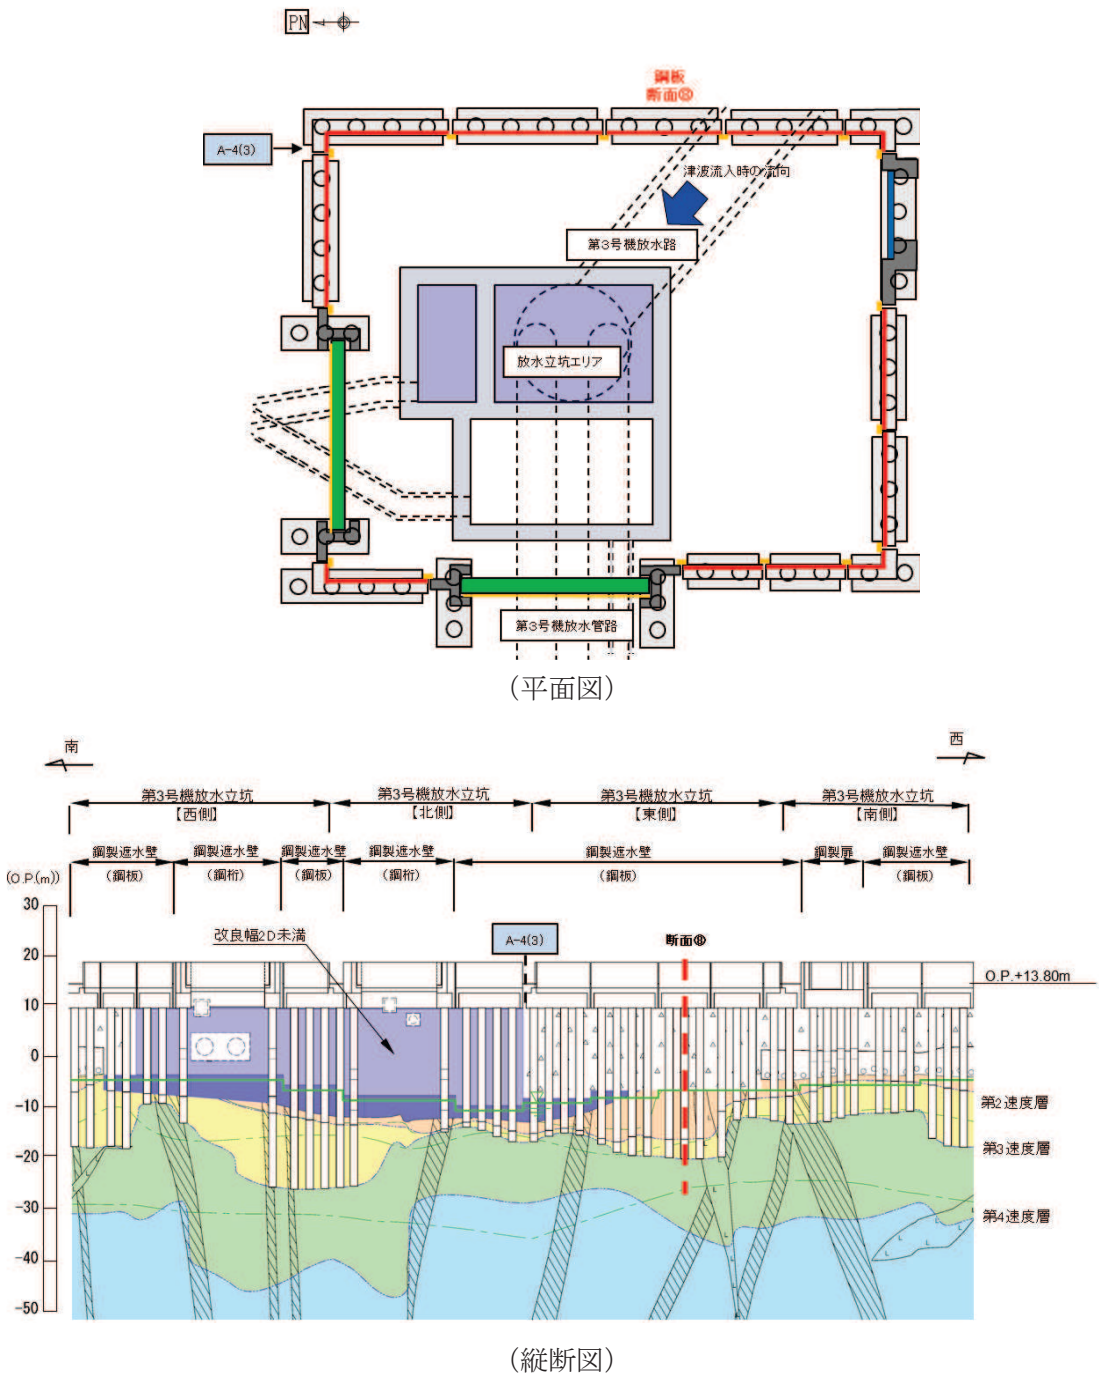 PN
鋼板
断面⑱
A-4(3)
津波流入時の流向
第3号機放水路
放水立坑エリア
第3号機放水管路
(平面図)
南
西
第3号機放水立坑
【西側】
第3号機放水立坑
【北側】
第3号機放水立坑
【東側】
第3号機放水立坑
【南側】
鋼製遮水壁
(鋼板)
鋼製遮水壁
(鋼桁)
鋼製遮水壁
(鋼板)
鋼製遮水壁
(鋼桁)
鋼製遮水壁
(鋼板)
鋼製扉
鋼製遮水壁
(鋼板)
(O.P.(m))
30
20
10
0
-10
-20
-30
-40
-50
改良幅2D未満
A-4(3)
断面⑱
O.P.+13.80m
第2速度層
第3速度層
第4速度層
(縦断図)